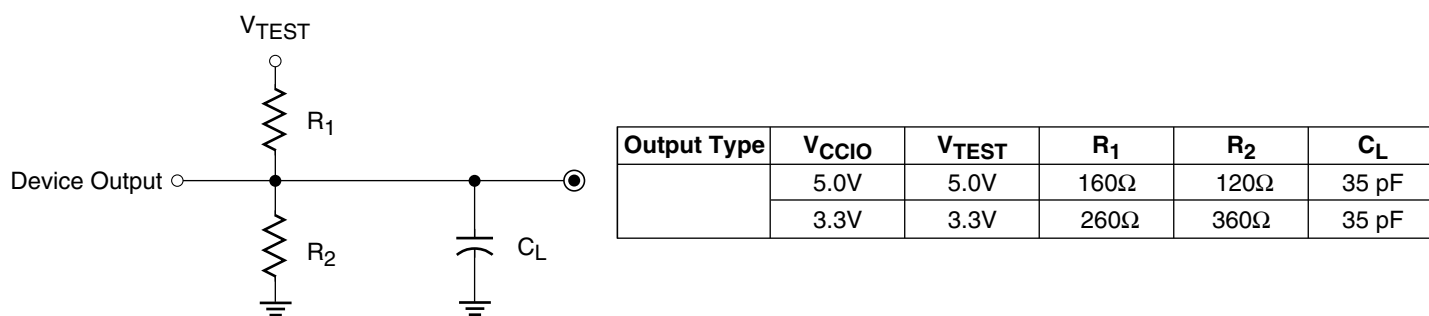 VTEST
R1
Device Output
R2
CL
Output Type VCCIO VTEST R1 R2 CL
5.0V 5.0V 160Ω 120Ω 35 pF
3.3V 3.3V 260Ω 360Ω 35 pF